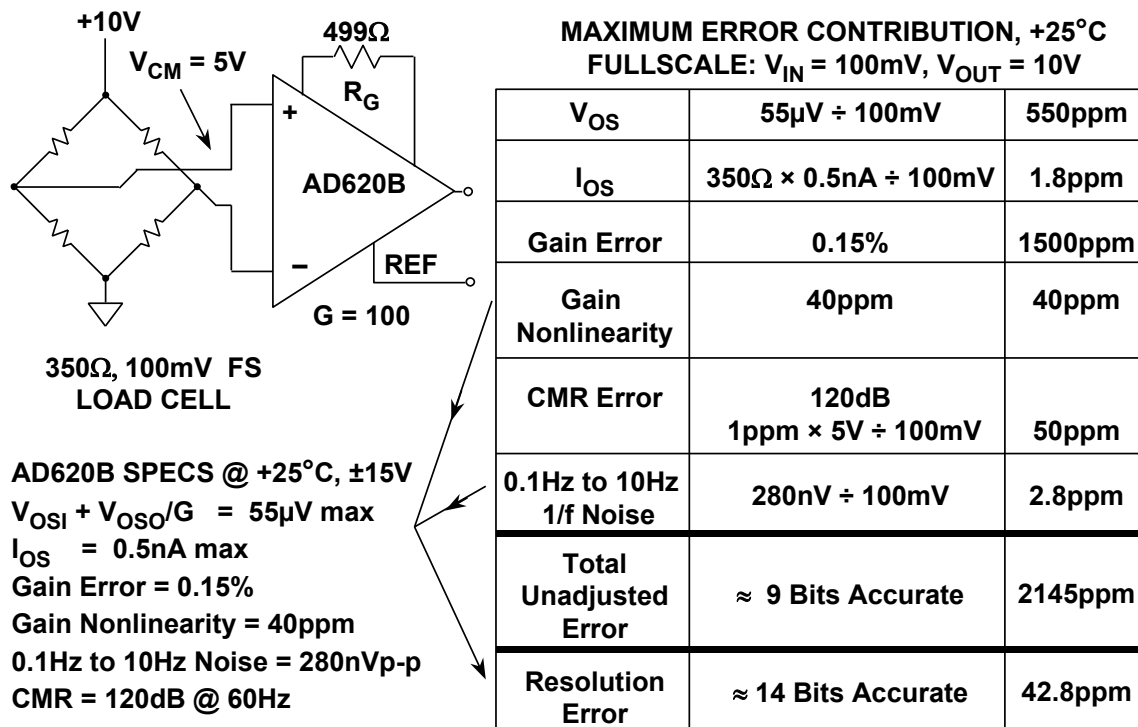 +10V
V_CM = 5V
499Ω
R_G
+
AD620B
−
REF
G = 100
350Ω, 100mV FS
LOAD CELL
AD620B SPECS @ +25°C, ±15V
V_OSI + V_OSO/G = 55µV max
I_OS = 0.5nA max
Gain Error = 0.15%
Gain Nonlinearity = 40ppm
0.1Hz to 10Hz Noise = 280nVp-p
CMR = 120dB @ 60Hz
MAXIMUM ERROR CONTRIBUTION, +25°C
FULLSCALE: V_IN = 100mV, V_OUT = 10V
V_OS 55µV ÷ 100mV 550ppm
I_OS 350Ω × 0.5nA ÷ 100mV 1.8ppm
Gain Error 0.15% 1500ppm
Gain 40ppm 40ppm
Nonlinearity
CMR Error 120dB
1ppm × 5V ÷ 100mV 50ppm
0.1Hz to 10Hz 280nV ÷ 100mV 2.8ppm
1/f Noise
Total
Unadjusted ≈ 9 Bits Accurate 2145ppm
Error
Resolution ≈ 14 Bits Accurate 42.8ppm
Error